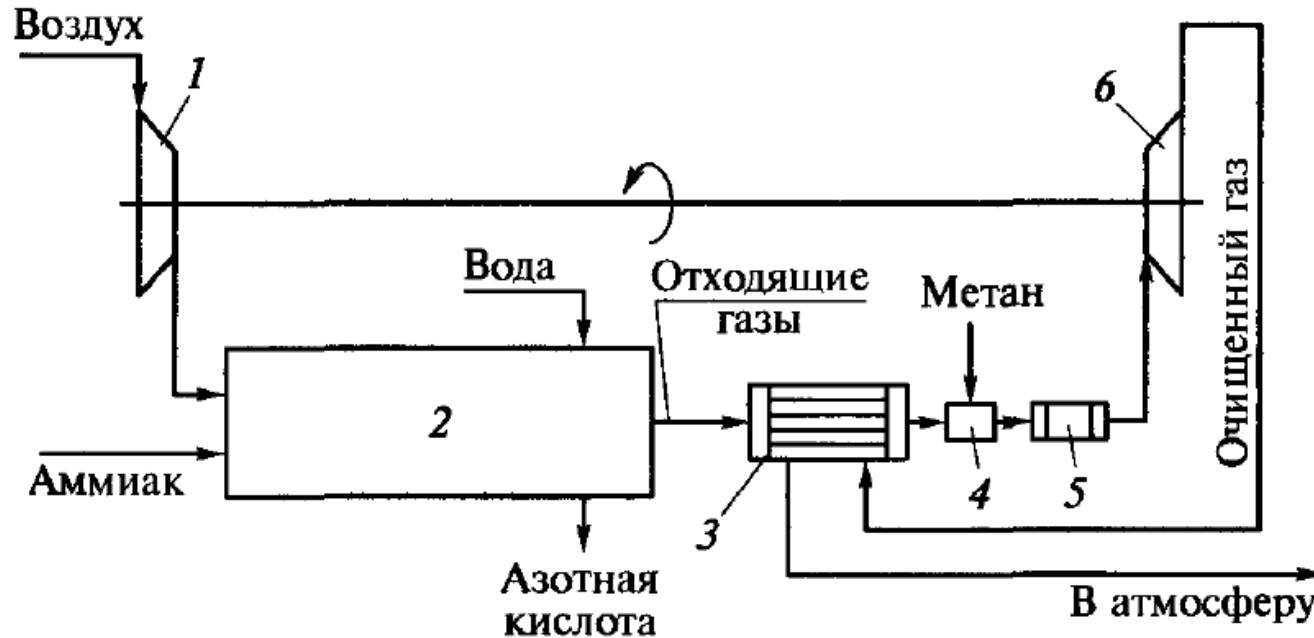 Воздух
1
6
Очищенный газ
Вода
Отходящие
газы
Метан
2
Аммиак
3
4
5
Азотная
кислота
В атмосферу